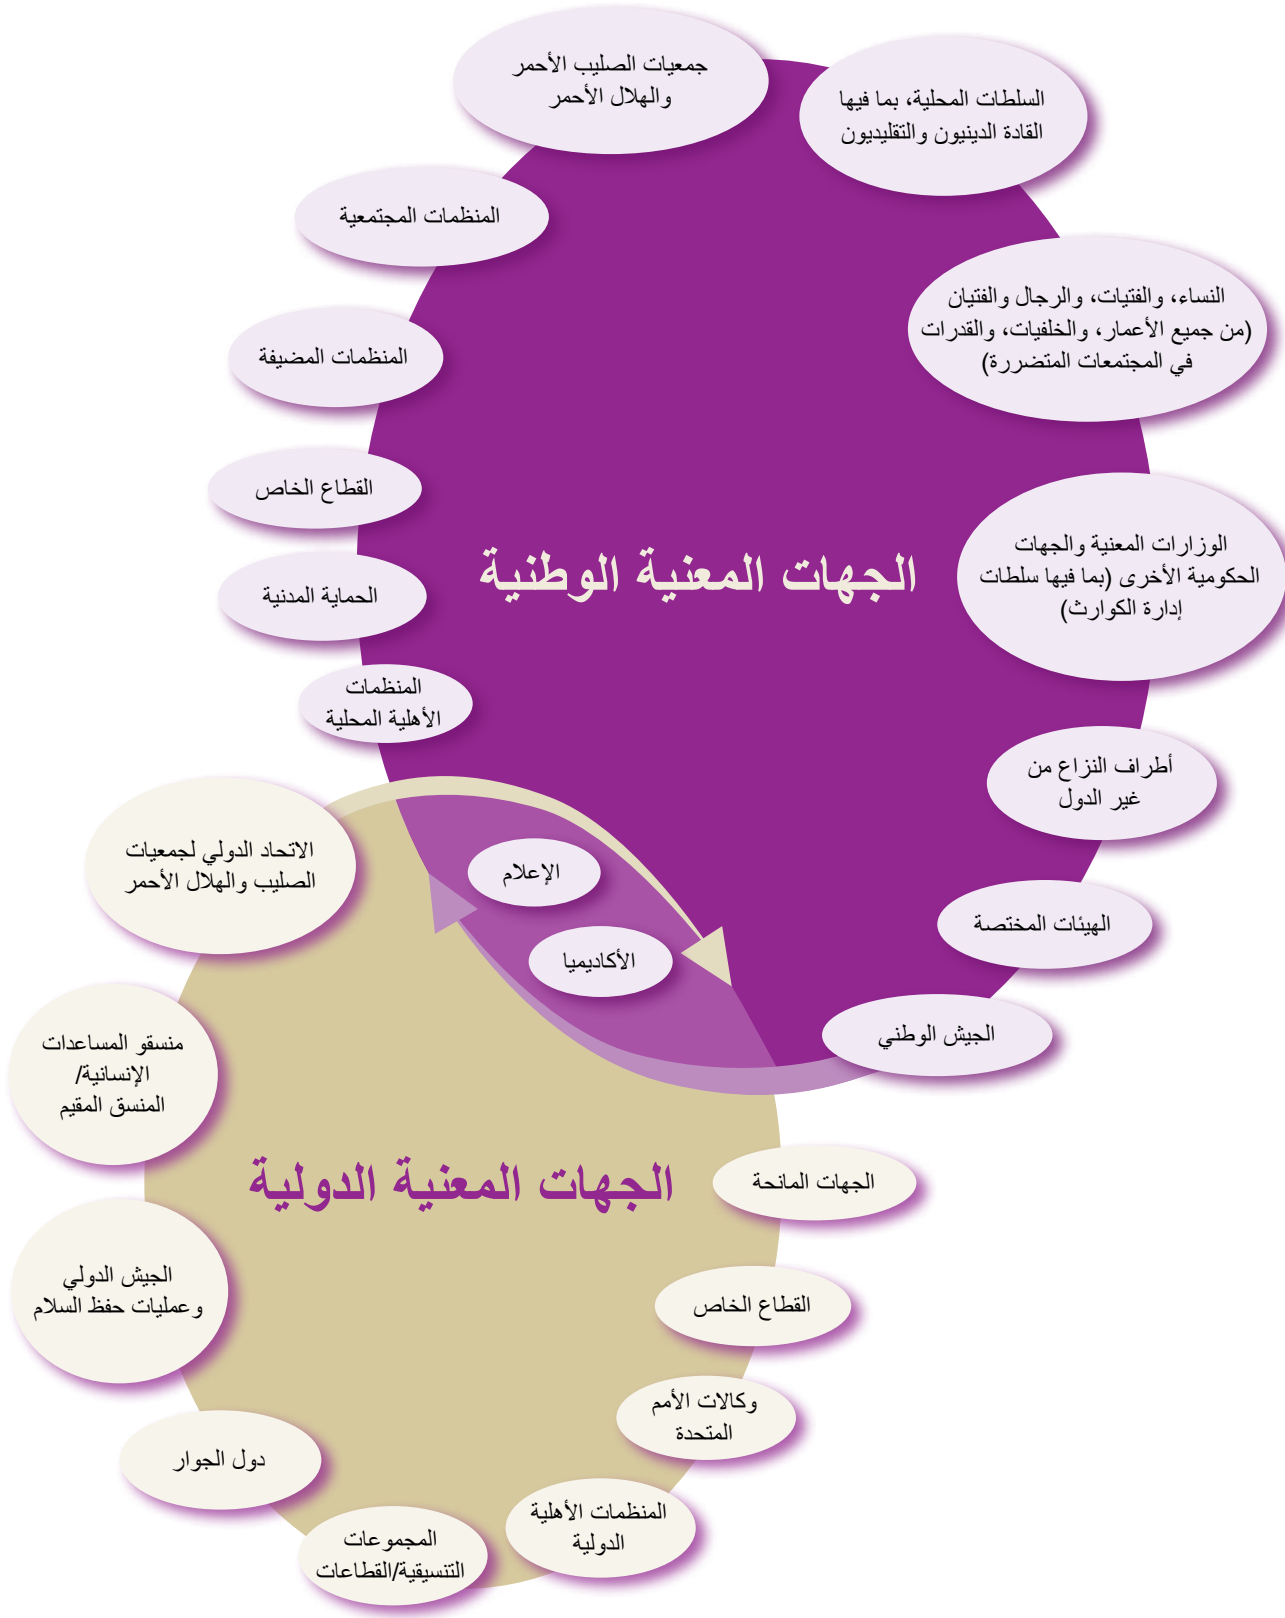 جمعيات الصليب الأحمر
والهلال الأحمر
السلطات المحلية، بما فيها
القادة الدينيون والتقليديون
المنظمات المجتمعية
النساء، والفتيات، والرجال والفتيان
(من جميع الأعمار، والخلفيات، والقدرات
في المجتمعات المتضررة)
المنظمات المضيفة
القطاع الخاص
الوزارات المعنية والجهات
الحكومية الأخرى (بما فيها سلطات
إدارة الكوارث)
الجهات المعنية الوطنية
الحماية المدنية
المنظمات
الأهلية المحلية
أطراف النزاع من
غير الدول
الاتحاد الدولي لجمعيات
الصليب والهلال الأحمر
الإعلام
الهيئات المختصة
الأكاديميا
الجيش الوطني
منسقو المساعدات
الإنسانية/
المنسق المقيم
الجهات المعنية الدولية
الجهات المانحة
الجيش الدولي
وعمليات حفظ السلام
القطاع الخاص
وكالات الأمم
المتحدة
دول الجوار
المنظمات الأهلية
الدولية
المجموعات
التنسيقية/القطاعات